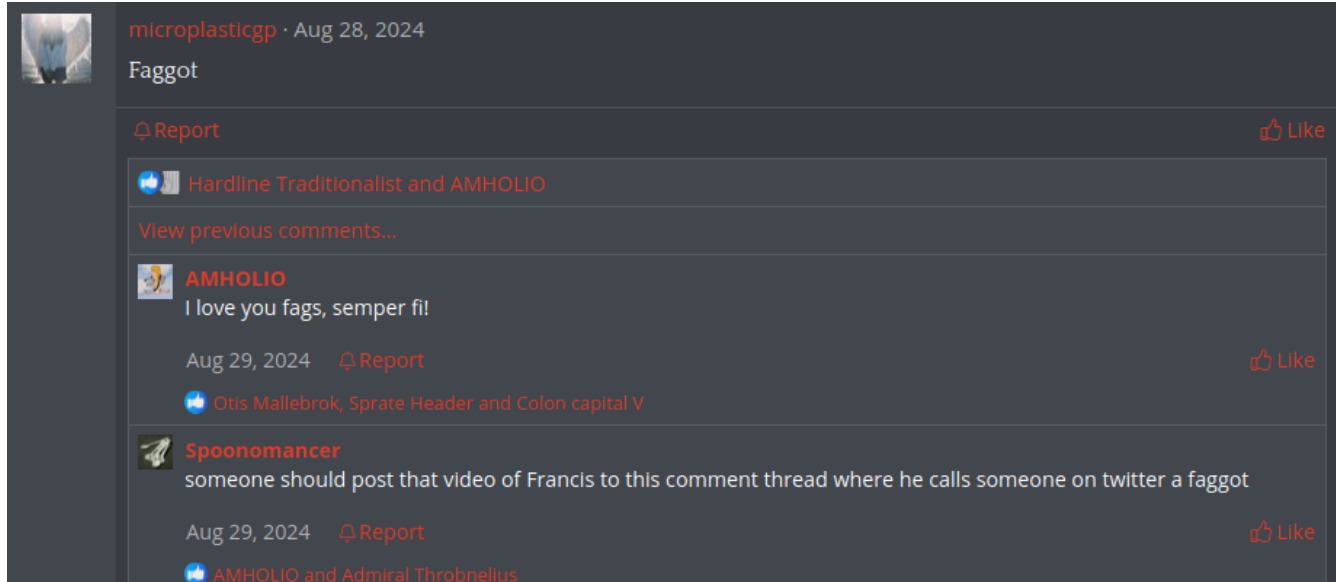 microplasticgp · Aug 28, 2024
Faggot
Report
Like
Hardline Traditionalist and AMHOLIO
View previous comments...
AMHOLIO
I love you fags, semper fi!
Aug 29, 2024 Report Like
Otis Mallebrok, Sprate Header and Colon capital V
Spoonomancer
someone should post that video of Francis to this comment thread where he calls someone on twitter a faggot
Aug 29, 2024 Report Like
AMHOLIO and Admiral Throbnelius